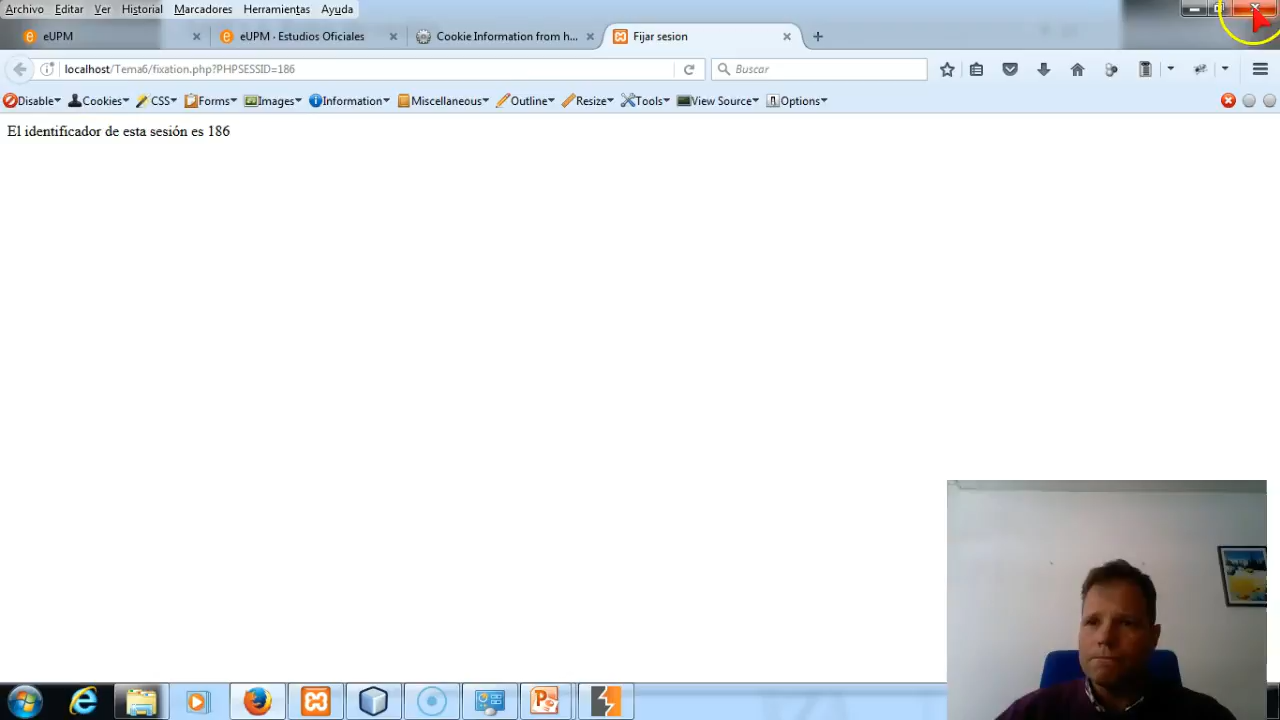 Archivo Editar Ver Historial Marcadores Herramientas Ayuda
eUPM eUPM - Estudios Oficiales Cookie Information from h... Fijar sesion
localhost/Tema6/fixation.php?PHPSESSID=186 Buscar
Disable Cookies CSS Forms Images Information Miscellaneous Outline Resize Tools View Source Options
El identificador de esta sesión es 186